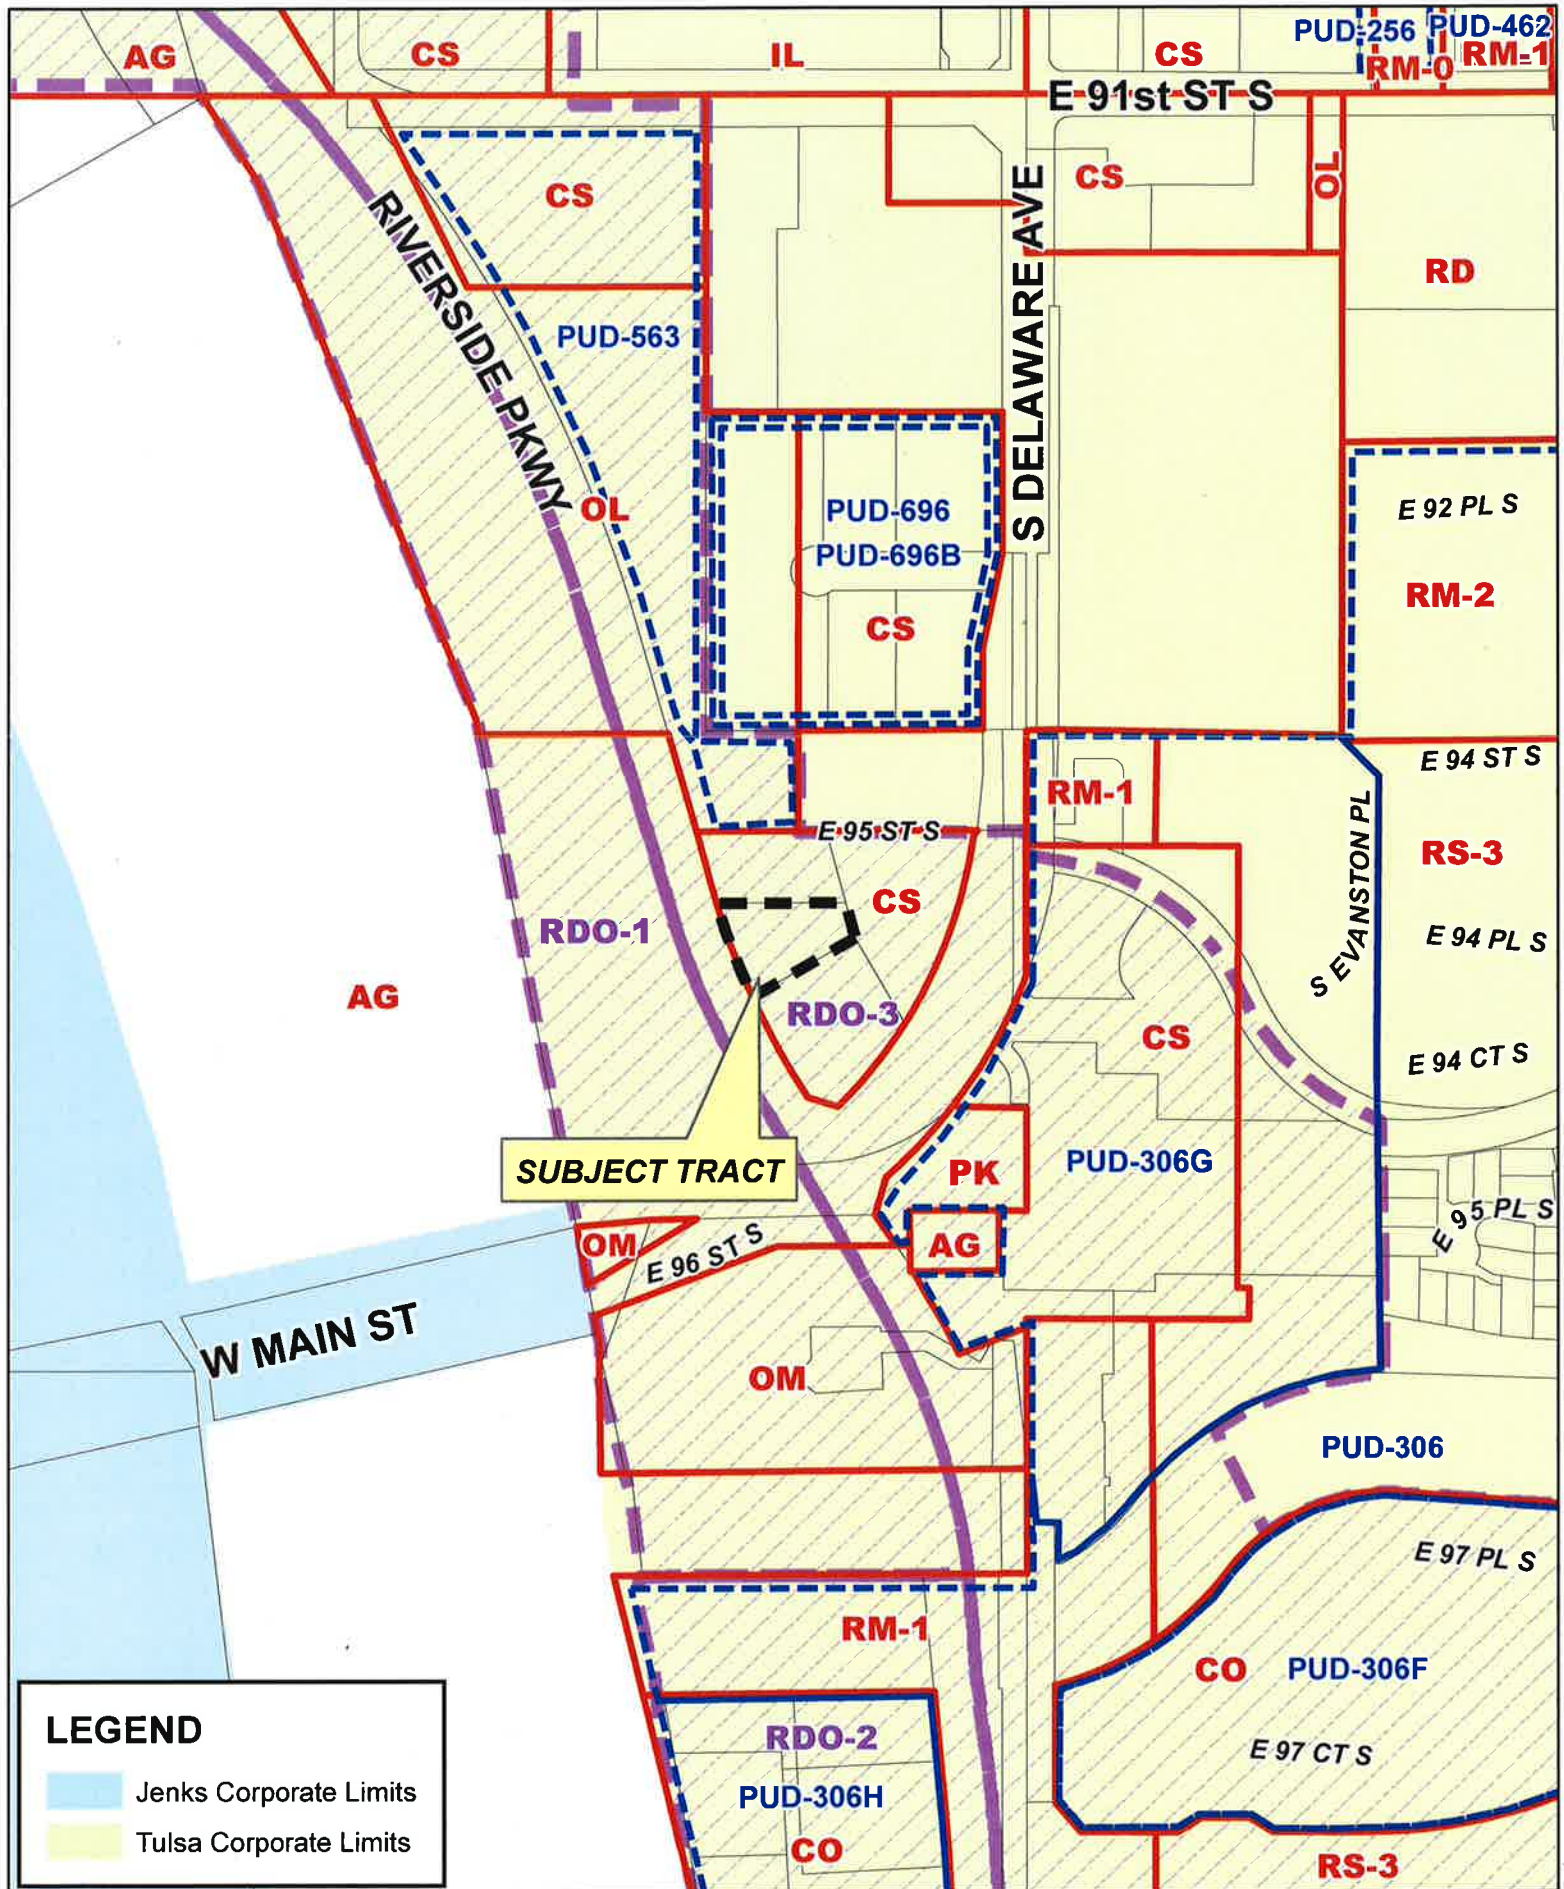 PUD-256
PUD-462
AG
CS
IL
CS
RM-0
RM-1
E 91st ST S
CS
CS
OL
RIVERSIDE PKWY
S DELAWARE AVE
RD
PUD-563
OL
PUD-696
PUD-696B
CS
E 92 PL S
RM-2
RM-1
E 94 ST S
E 95 ST S
S EVANSTON PL
RS-3
CS
RDO-1
E 94 PL S
AG
RDO-3
CS
E 94 CT S
SUBJECT TRACT
PK
PUD-306G
E 95 PL S
OM
E 96 ST S
AG
W MAIN ST
OM
PUD-306
E 97 PL S
RM-1
CO
PUD-306F
RDO-2
E 97 CT S
PUD-306H
CO
RS-3
LEGEND
Jenks Corporate Limits
Tulsa Corporate Limits